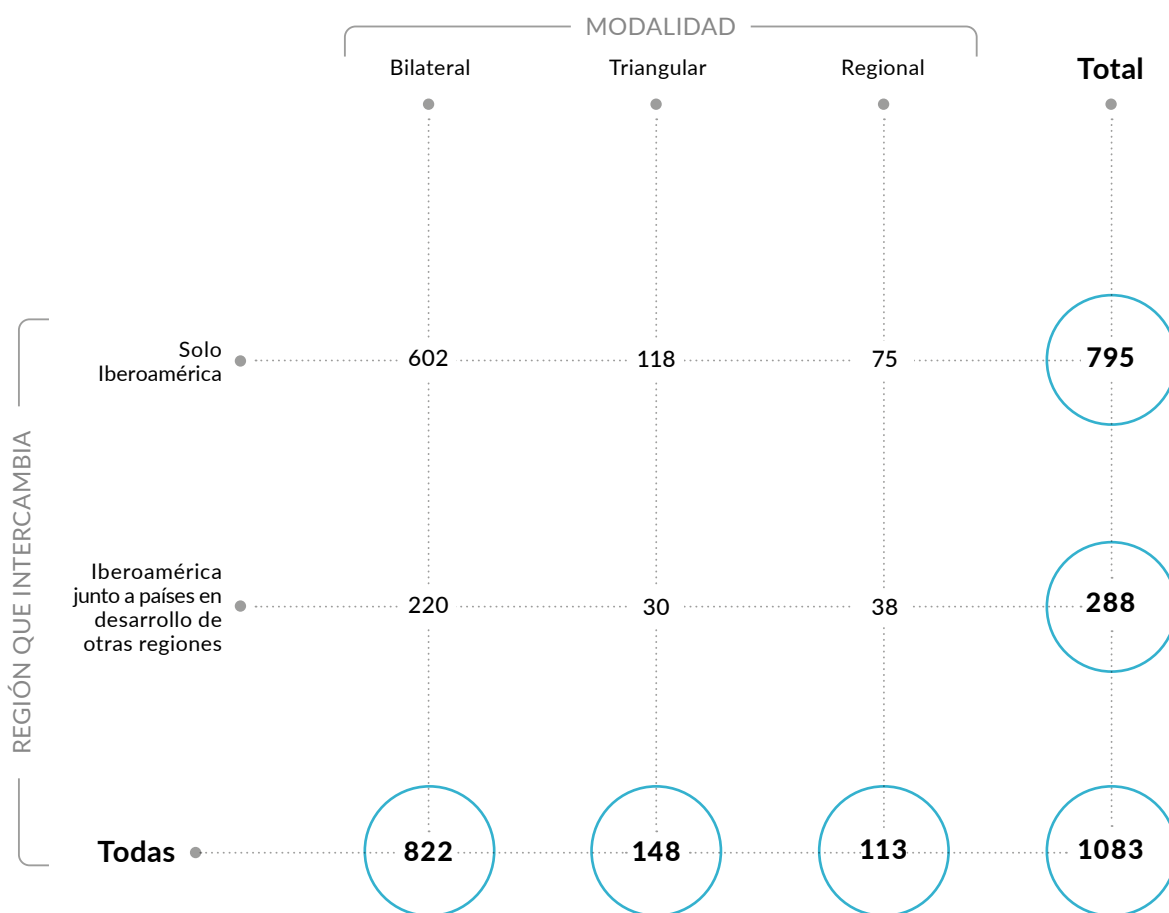 MODALIDAD
Bilateral
Triangular
Regional
Total
REGIÓN QUE INTERCAMBIA
Solo
Iberoamérica
602
118
75
795
Iberoamérica
junto a países en
desarrollo de
otras regiones
220
30
38
288
Todas
822
148
113
1083